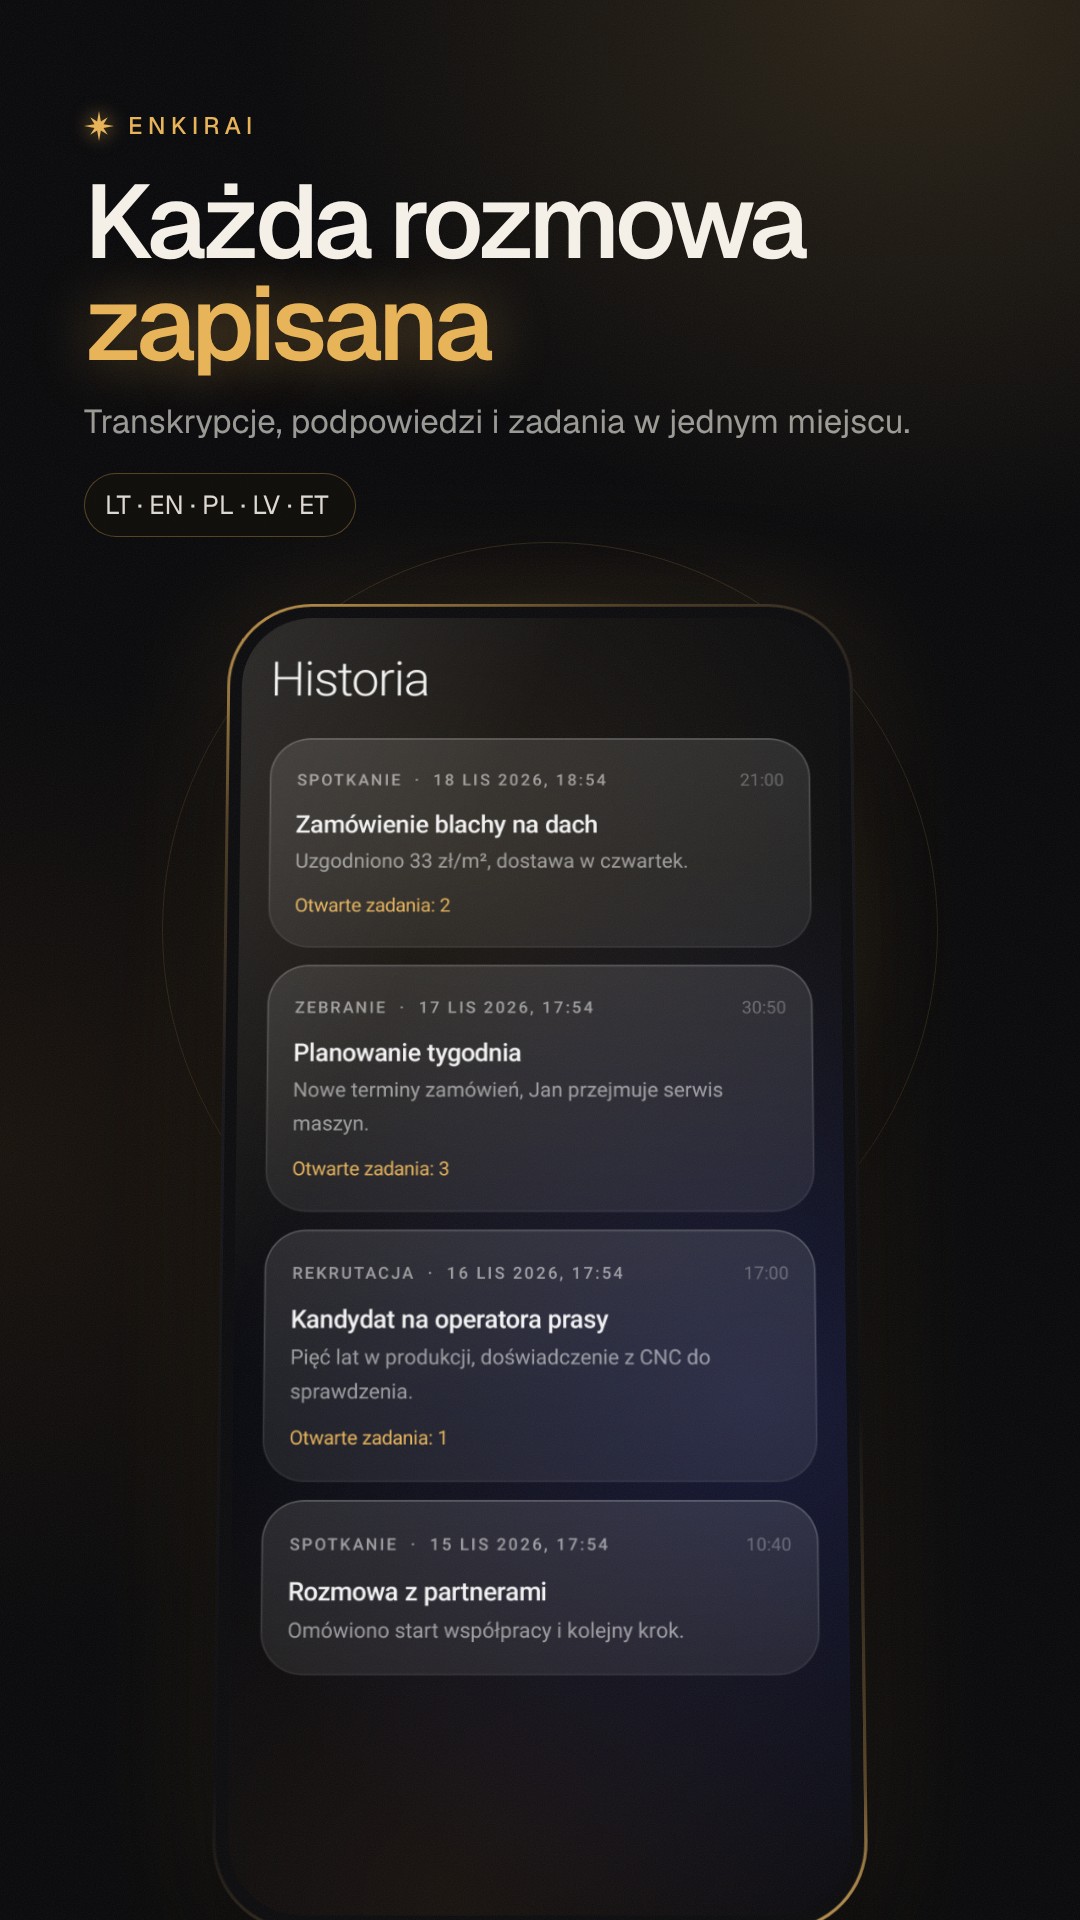 ENKIRAI
Każda rozmowa
zapisana
Transkrypcje, podpowiedzi i zadania w jednym miejscu.
LT · EN · PL · LV · ET
Historia
SPOTKANIE · 18 LIS 2026, 18:54 21:00
Zamówienie blachy na dach
Uzgodniono 33 zł/m², dostawa w czwartek.
Otwarte zadania: 2
ZEBRANIE · 17 LIS 2026, 17:54 30:50
Planowanie tygodnia
Nowe terminy zamówień, Jan przejmuje serwis
maszyn.
Otwarte zadania: 3
REKRUTACJA · 16 LIS 2026, 17:54 17:00
Kandydat na operatora prasy
Pięć lat w produkcji, doświadczenie z CNC do
sprawdzenia.
Otwarte zadania: 1
SPOTKANIE · 15 LIS 2026, 17:54 10:40
Rozmowa z partnerami
Omówiono start współpracy i kolejny krok.